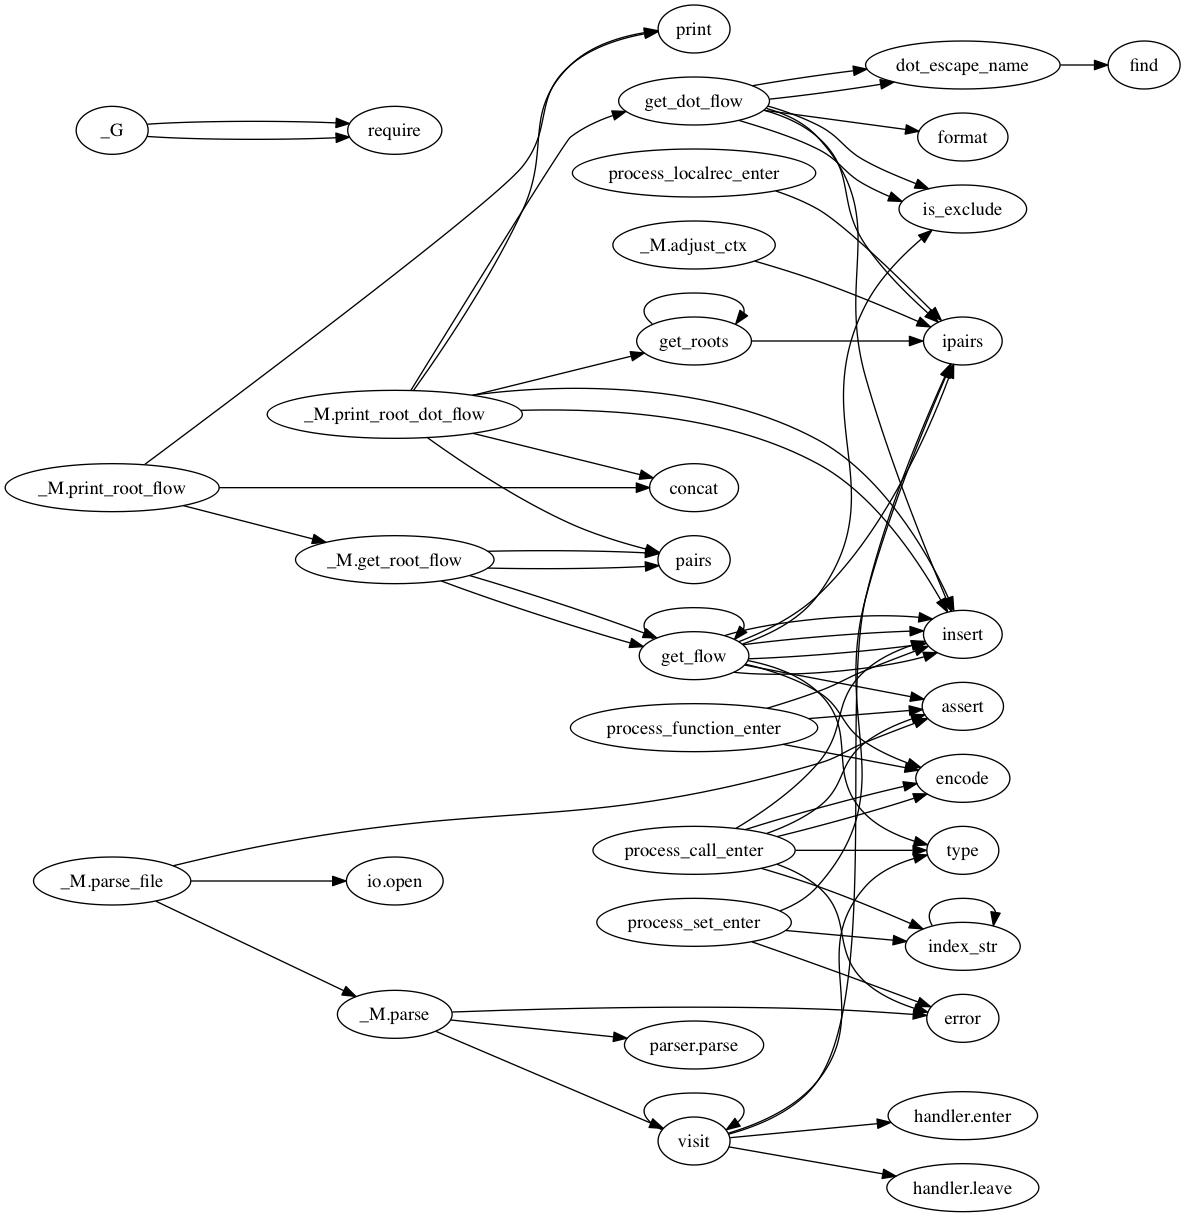 print
dot_escape_name
find
get_dot_flow
_G
require
format
process_localrec_enter
is_exclude
_M.adjust_ctx
get_roots
ipairs
_M.print_root_dot_flow
_M.print_root_flow
concat
_M.get_root_flow
pairs
insert
get_flow
assert
process_function_enter
encode
process_call_enter
type
_M.parse_file
io.open
process_set_enter
index_str
_M.parse
error
parser.parse
handler.enter
visit
handler.leave